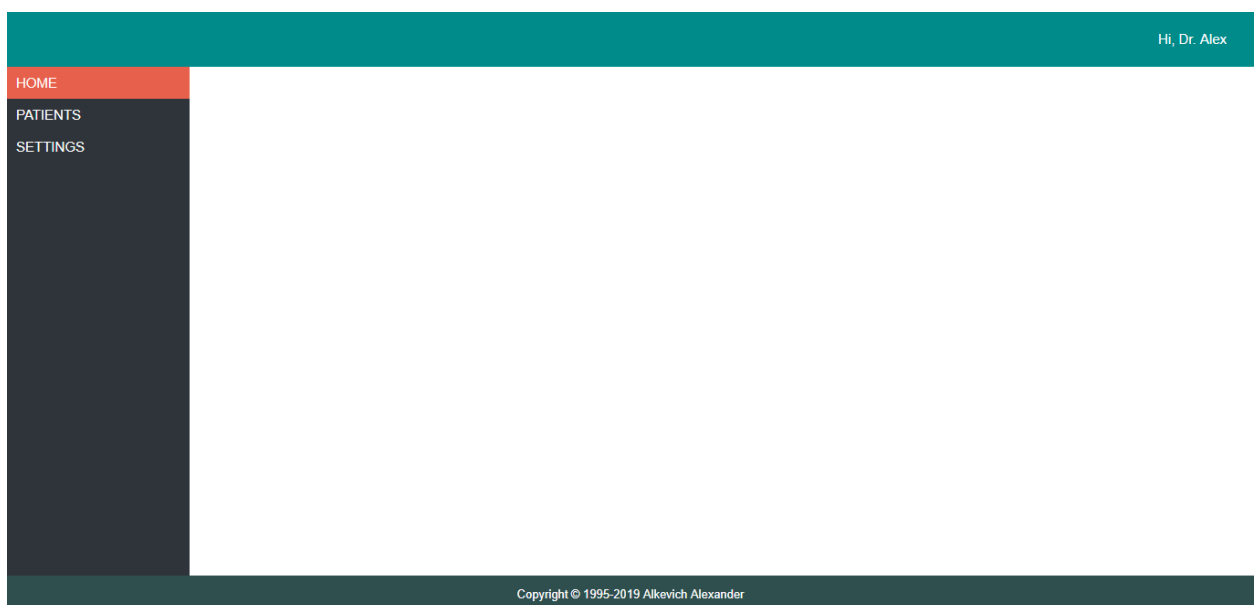 Hi, Dr. Alex
HOME
PATIENTS
SETTINGS
Copyright © 1995-2019 Alkevich Alexander